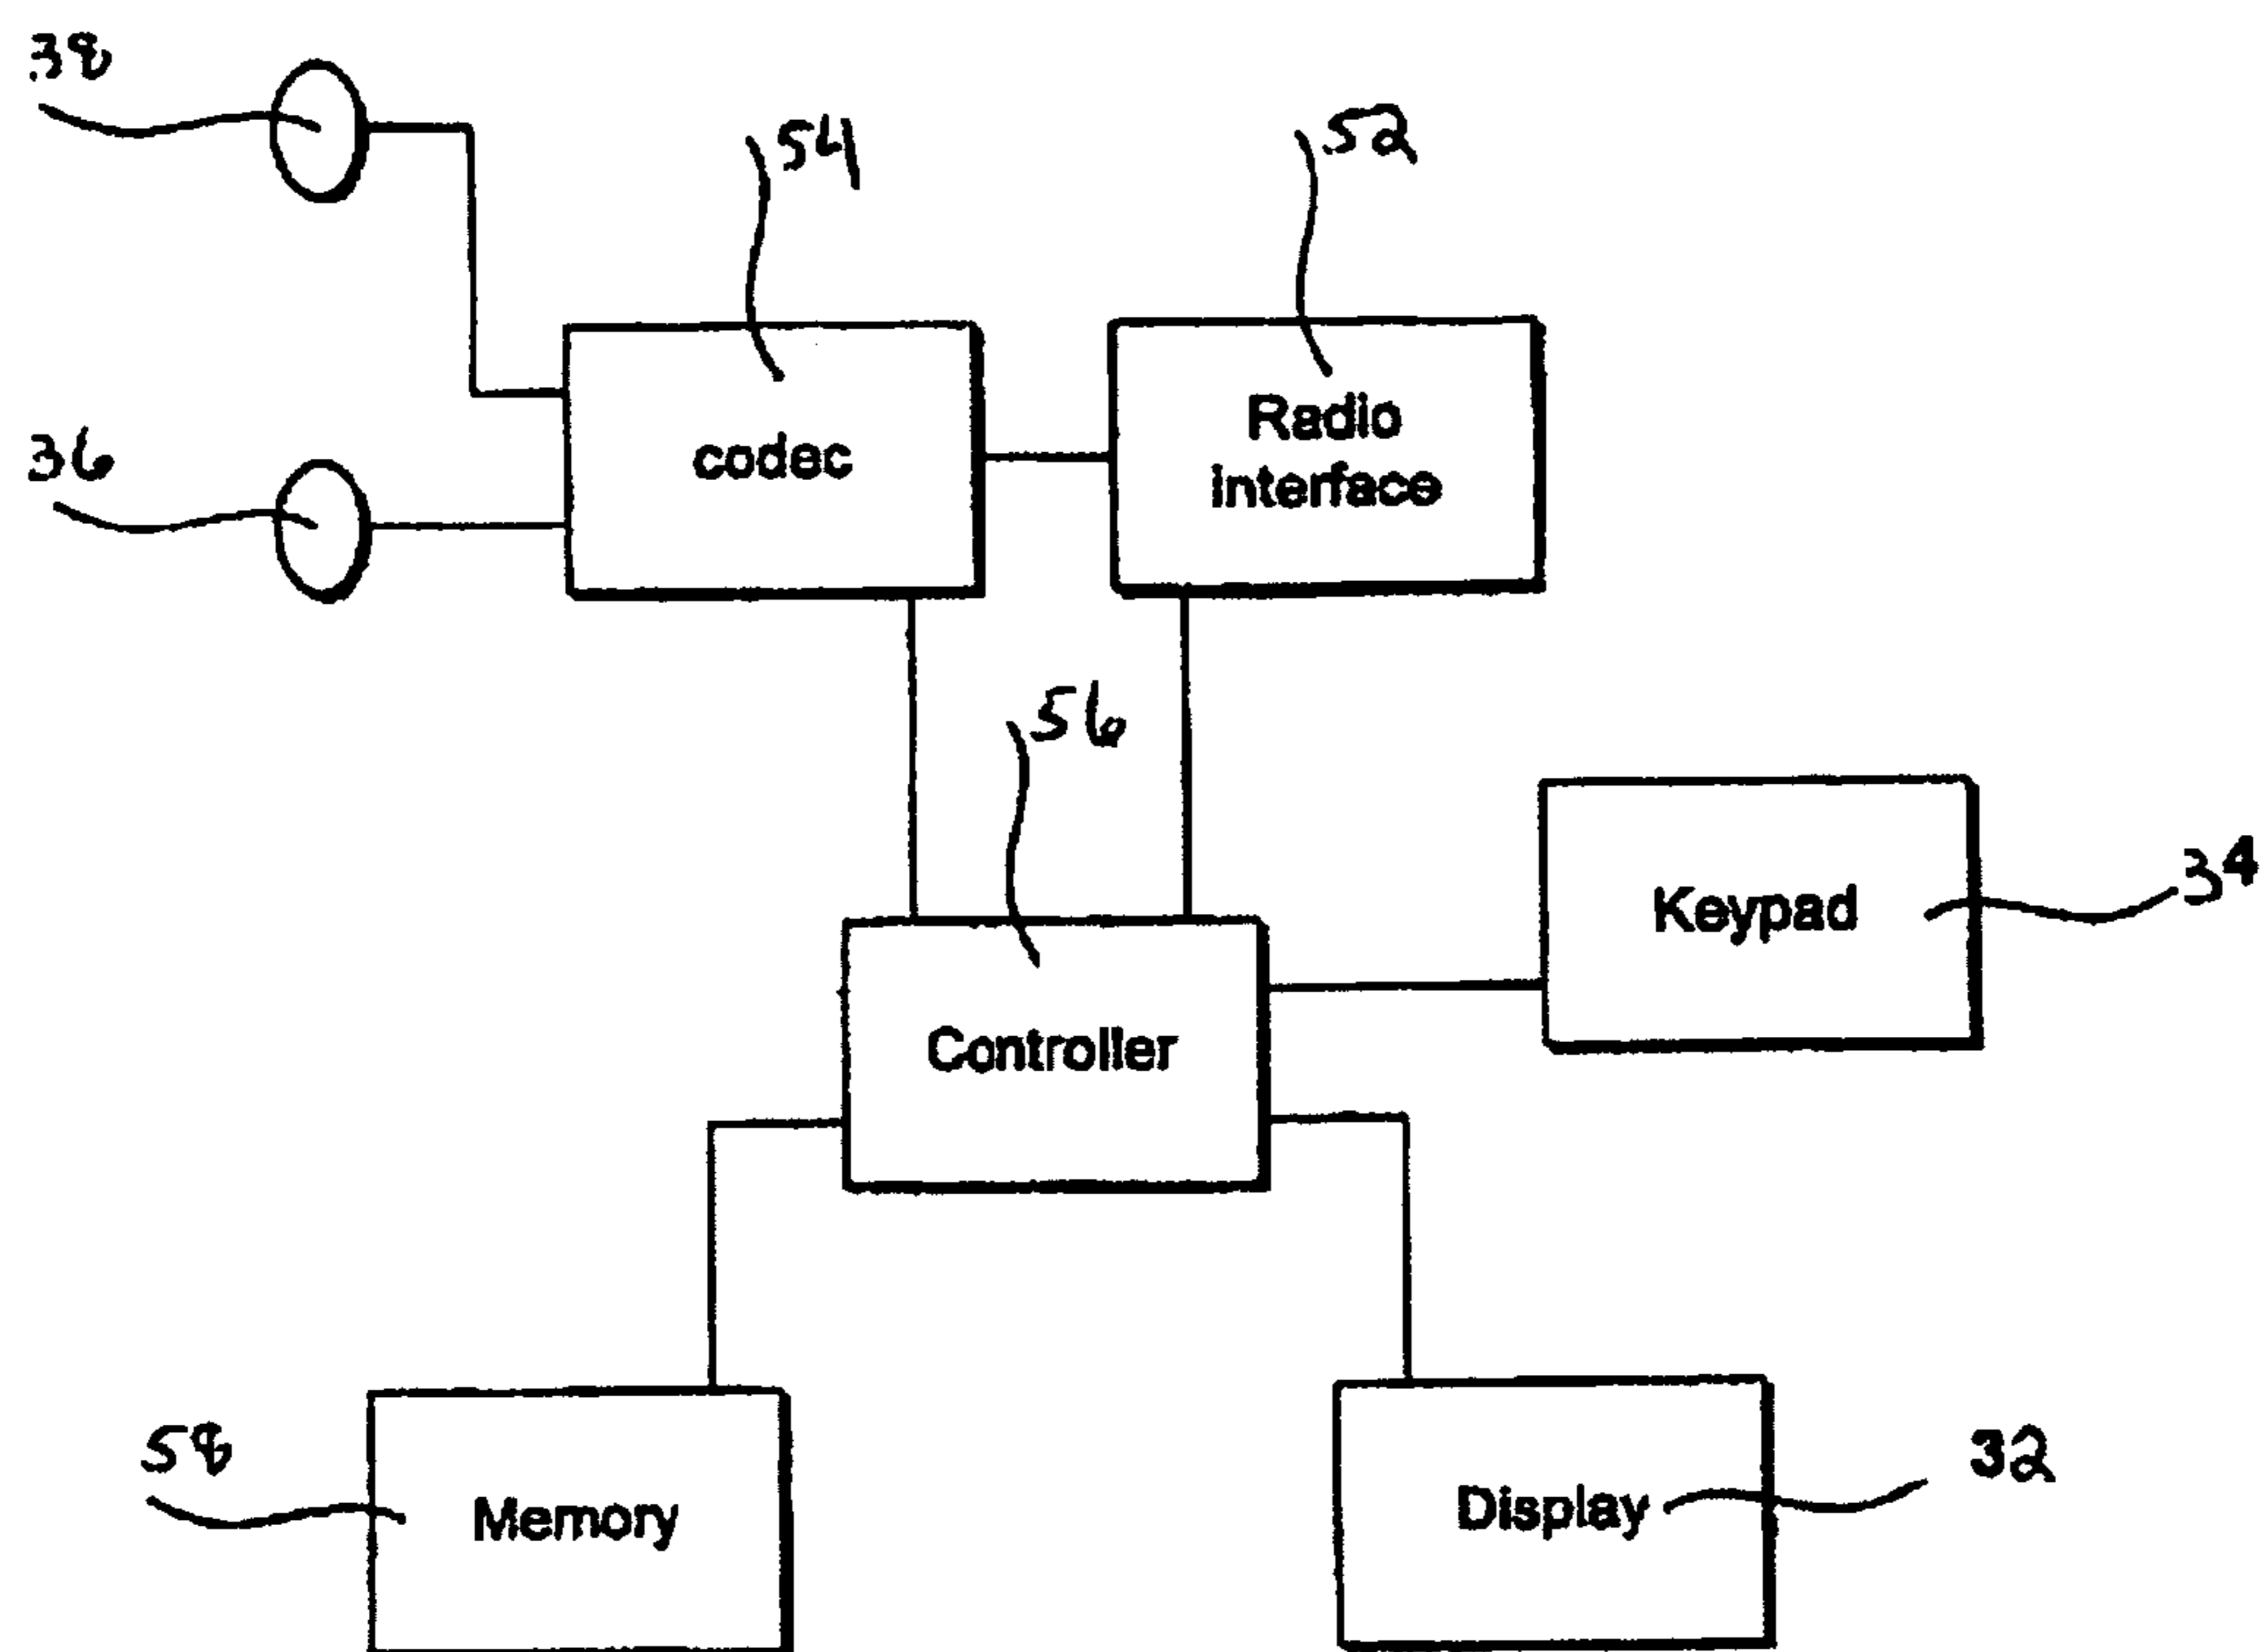 38
54
52
36
codec
Radio
interface
56
34
Keypad
Controller
58
32
Memory
Display